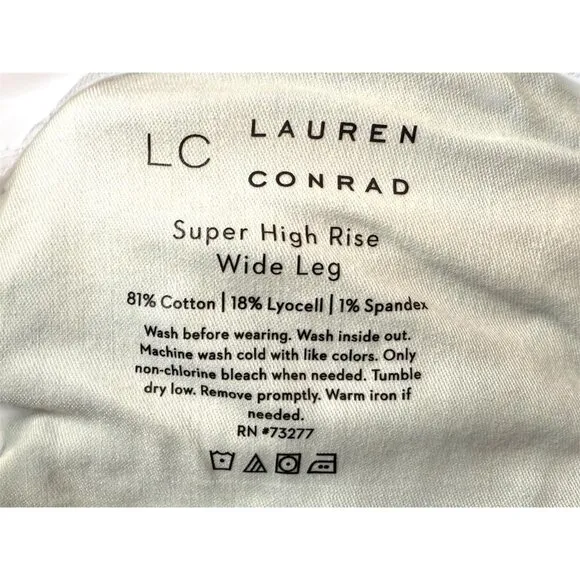 LC LAUREN
CONRAD
Super High Rise
Wide Leg
81% Cotton | 18% Lyocell | 1% Spandex
Wash before wearing. Wash inside out.
Machine wash cold with like colors. Only
non-chlorine bleach when needed. Tumble
dry low. Remove promptly. Warm iron if
needed.
RN #73277